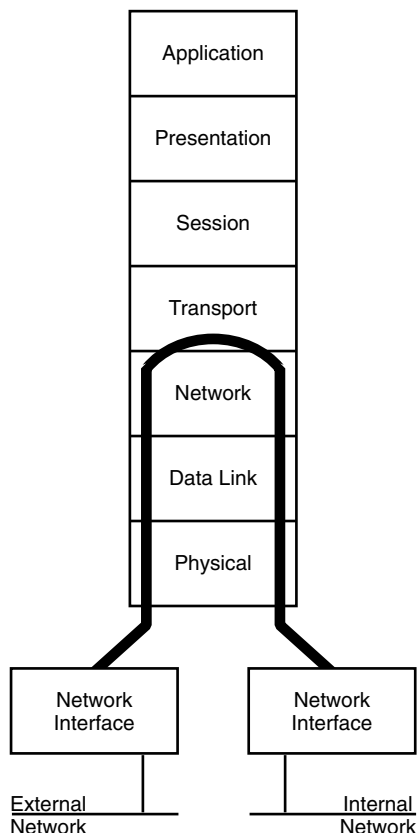 Application
Presentation
Session
Transport
Network
Data Link
Physical
Network
Interface
Network
Interface
External
Network
Internal
Network